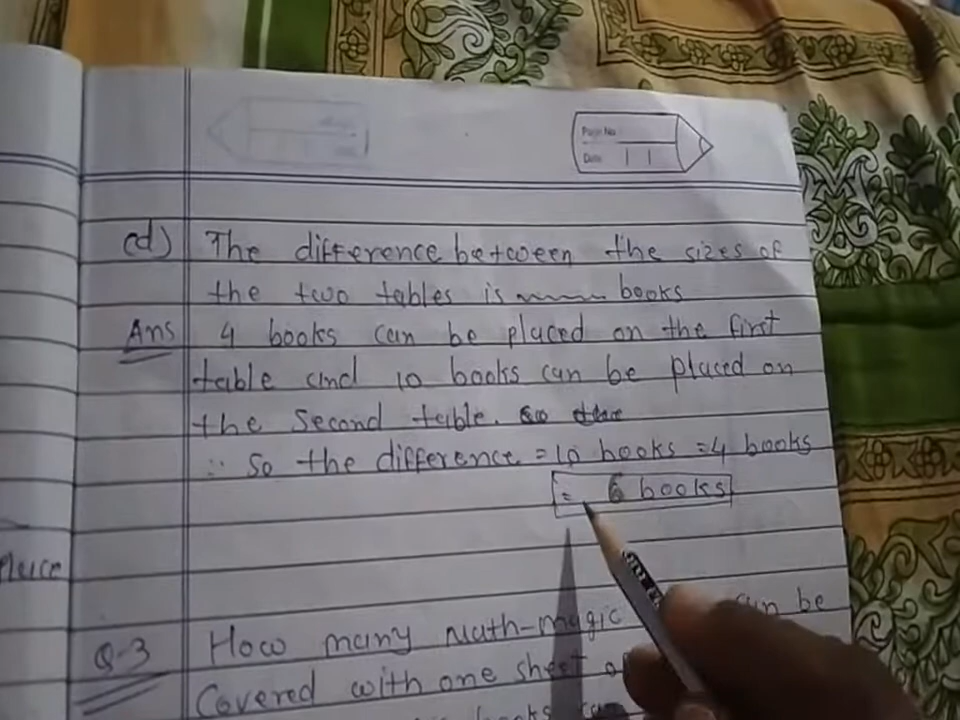 Page No.
Date
(d) The difference between the sizes of
the two tables is ______ books
Ans 4 books can be placed on the first
table and 10 books can be placed on
the Second table.
∴ So the difference = 10 books = 4 books
= 6 books
Place
Q-3 How many Math-magic can be
Covered with one sheet
books